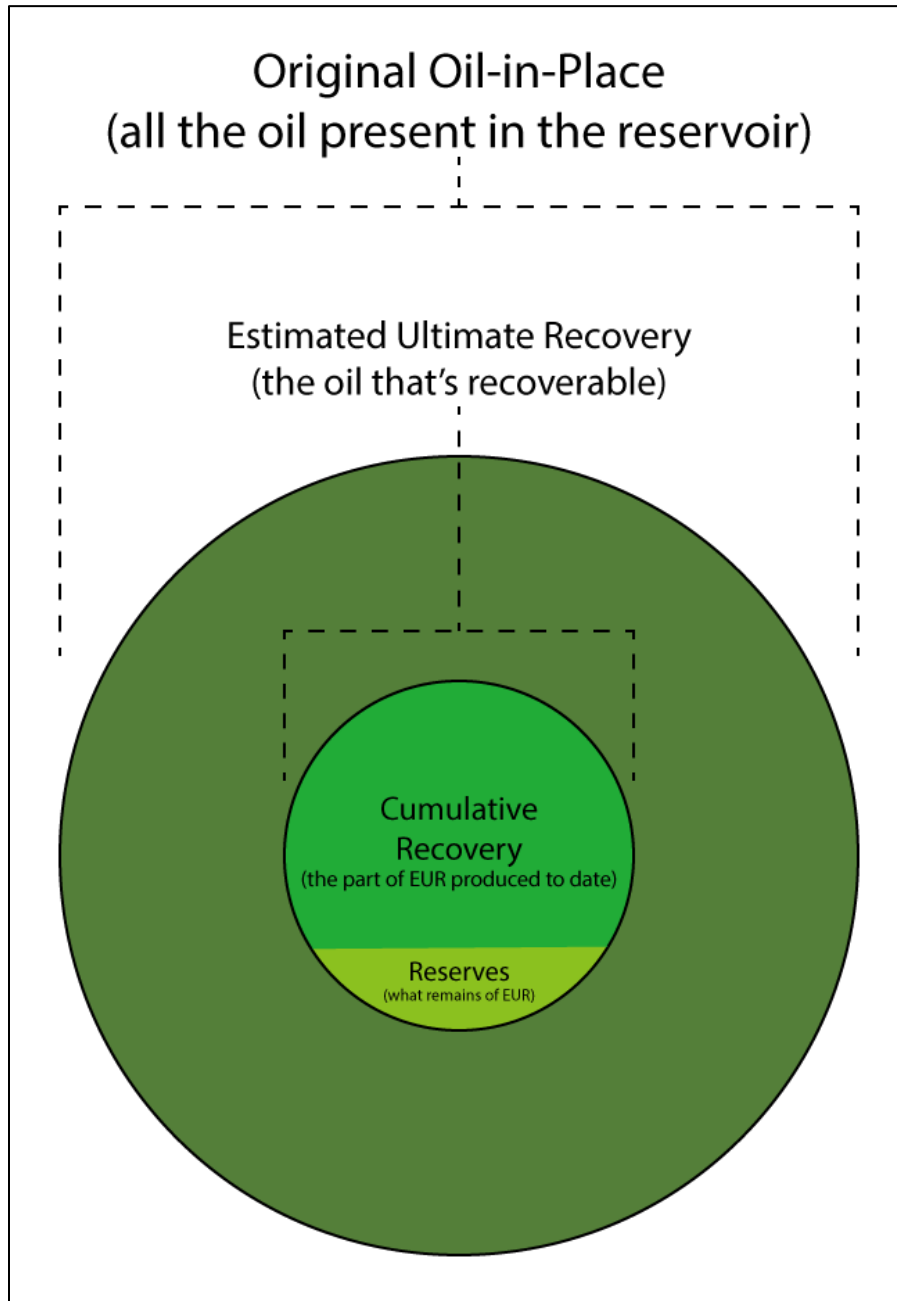 Original Oil-in-Place
(all the oil present in the reservoir)
Estimated Ultimate Recovery
(the oil that’s recoverable)
Cumulative
Recovery
(the part of EUR produced to date)
Reserves
(what remains of EUR)